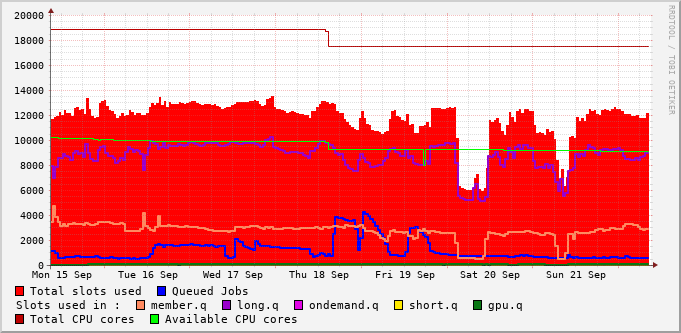 20000
18000
16000
14000
12000
10000
8000
6000
4000
2000
0
Mon 15 Sep Tue 16 Sep Wed 17 Sep Thu 18 Sep Fri 19 Sep Sat 20 Sep Sun 21 Sep
Total slots used Queued Jobs
Slots used in : member.q long.q ondemand.q short.q gpu.q
Total CPU cores Available CPU cores
RRDTOOL / TOBI OETIKER